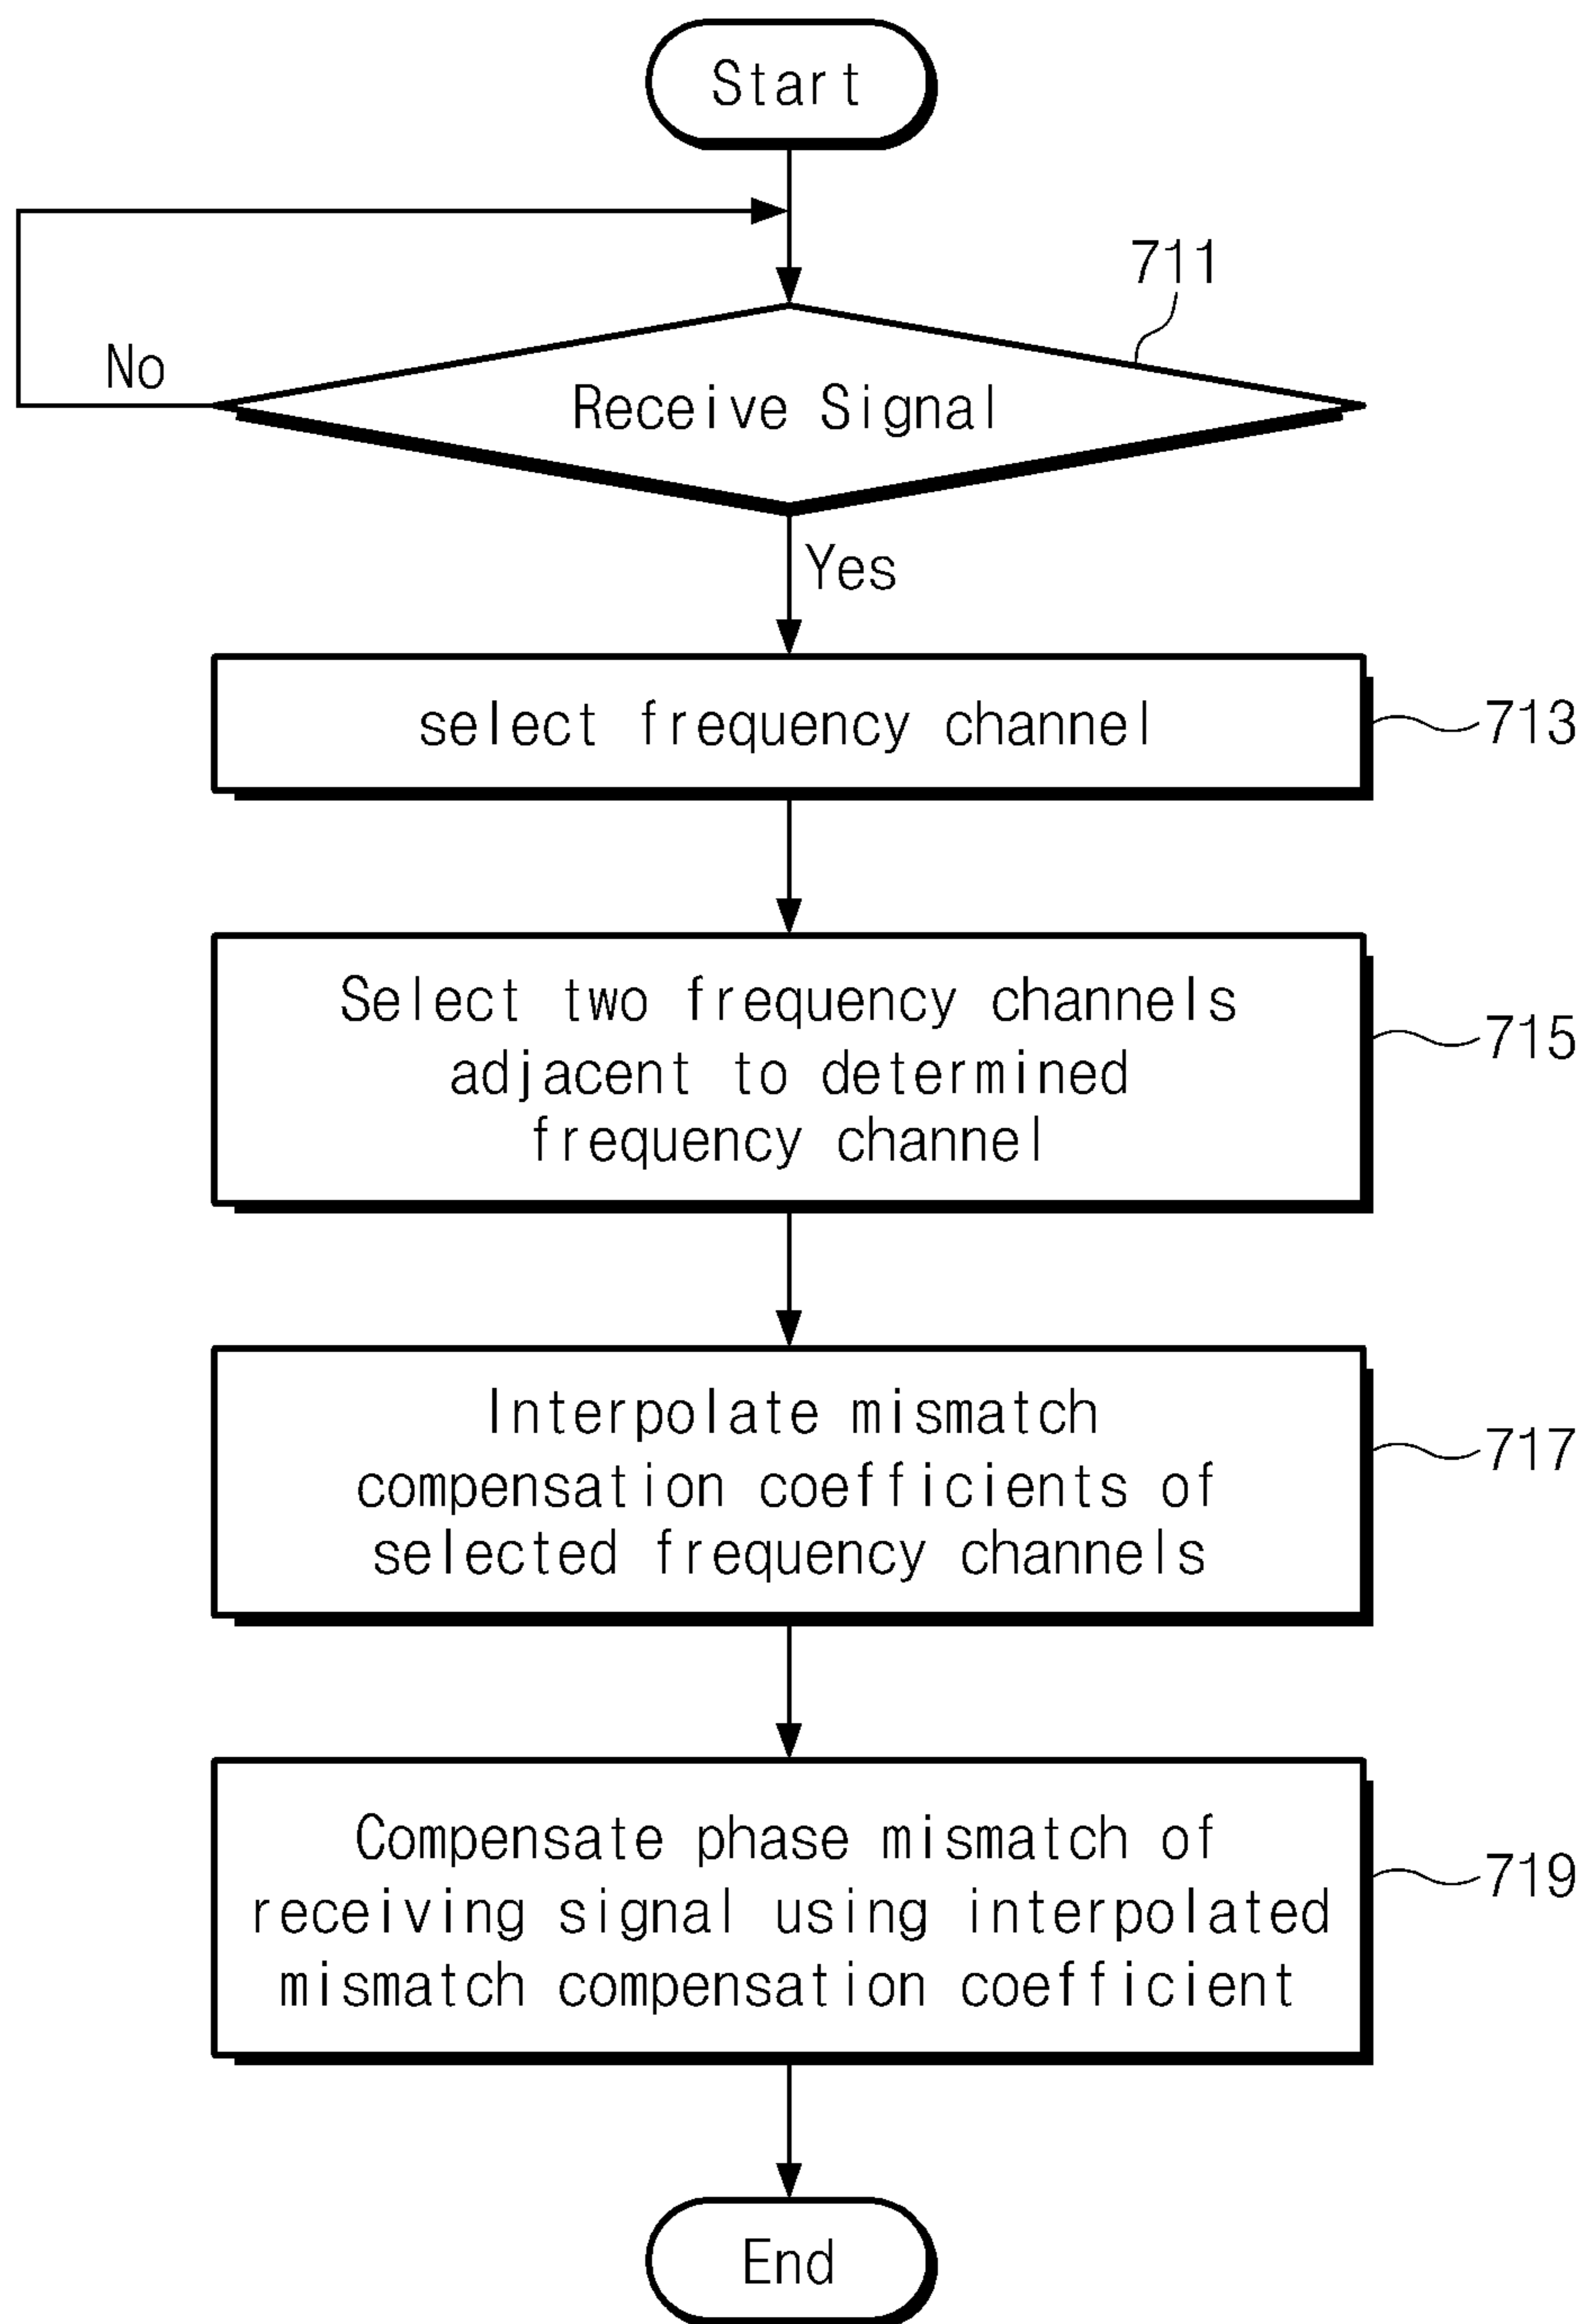 Start
711
No
Receive Signal
Yes
select frequency channel
713
Select two frequency channels
adjacent to determined
frequency channel
715
Interpolate mismatch
compensation coefficients of
selected frequency channels
717
Compensate phase mismatch of
receiving signal using interpolated
mismatch compensation coefficient
719
End